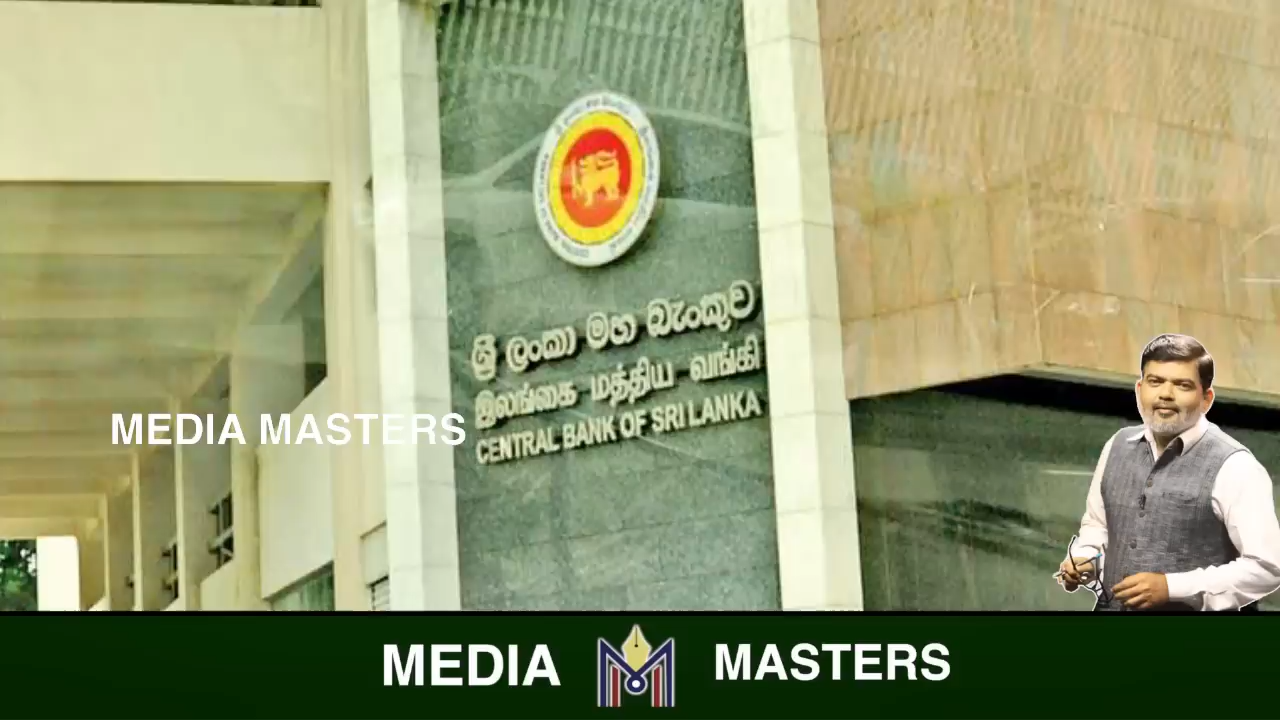 ශ්‍රී ලංකා මහ බැංකුව
இலங்கை மத்திய வங்கி
CENTRAL BANK OF SRI LANKA
MEDIA MASTERS
MEDIA MASTERS